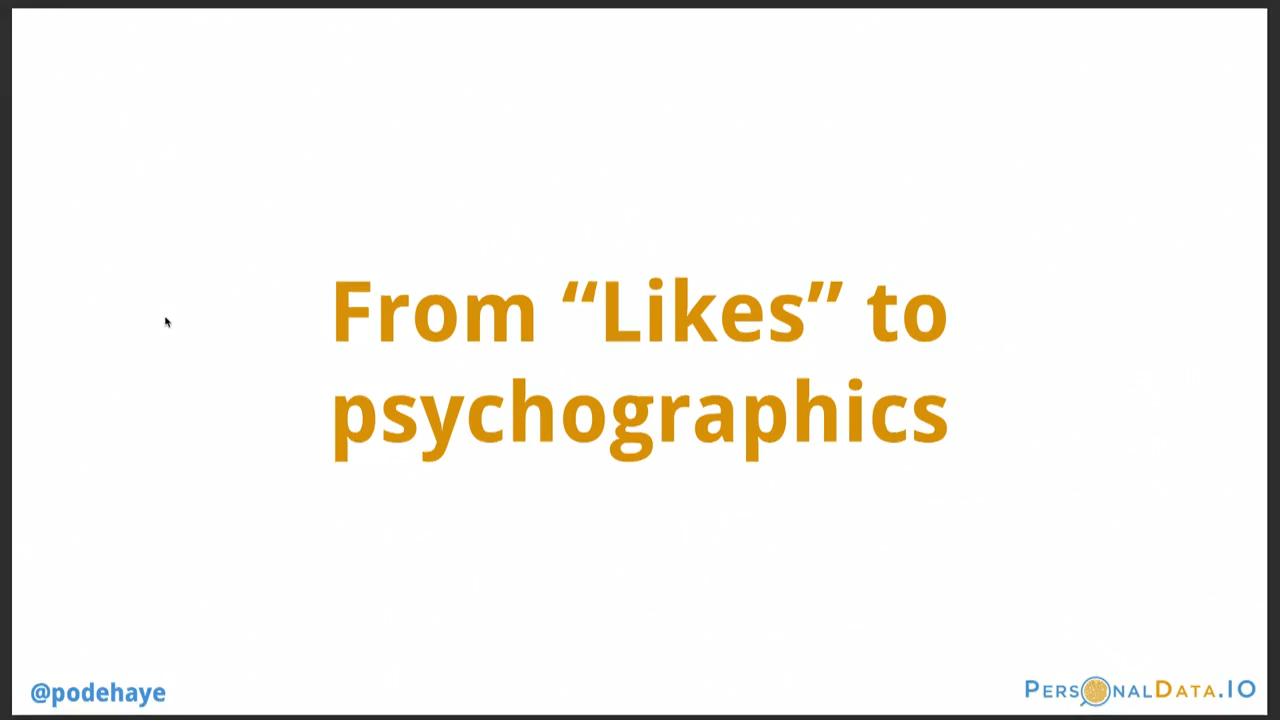 From “Likes” to
psychographics
@podehaye
PERSONALDATA.IO